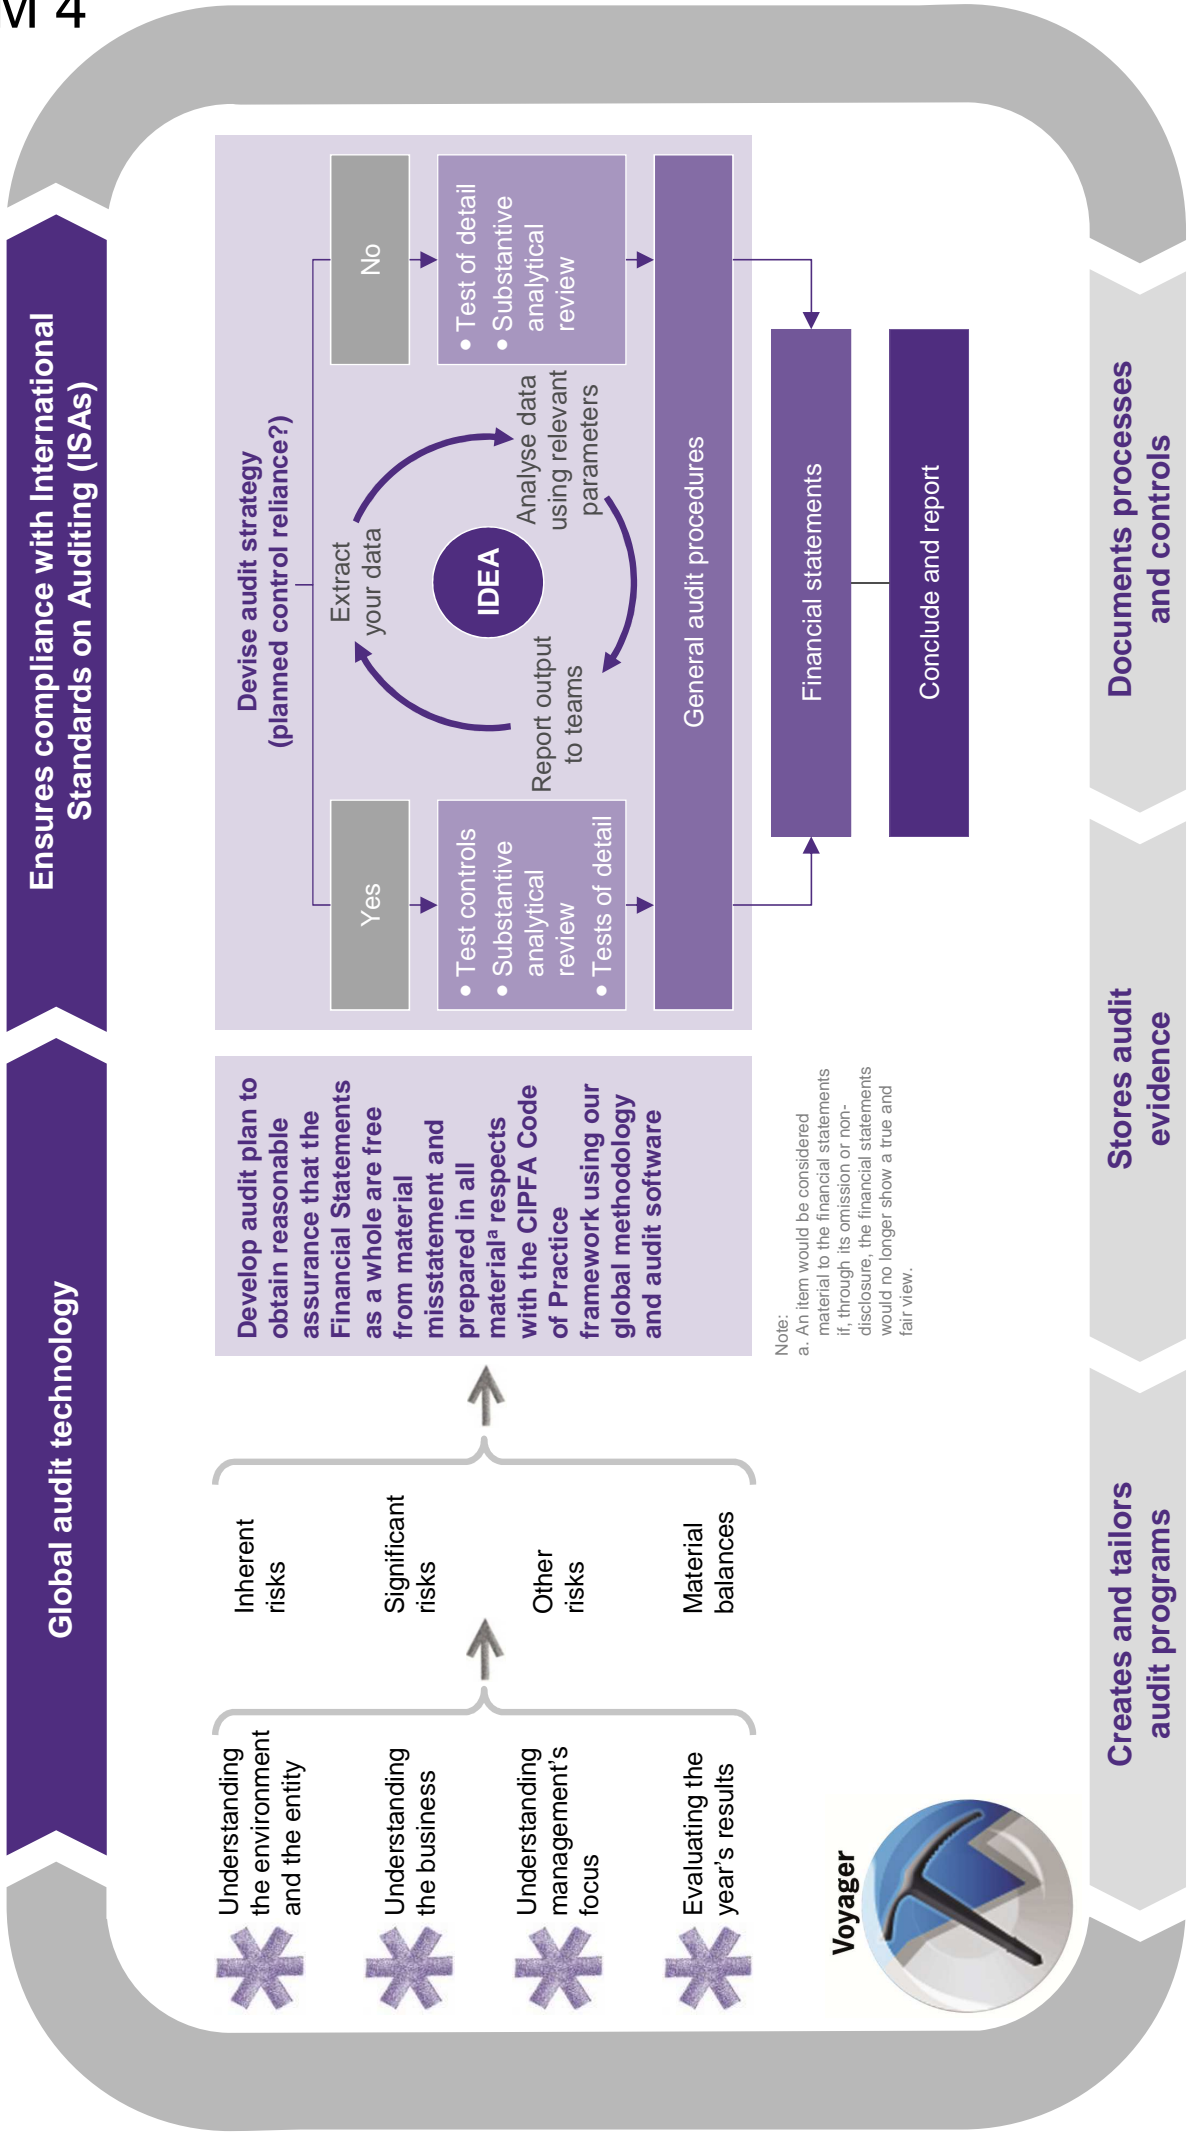 M 4
Global audit technology
Ensures compliance with International
Standards on Auditing (ISAs)
Understanding
the environment
and the entity
Understanding
the business
Understanding
management’s
focus
Evaluating the
year’s results
Inherent
risks
Significant
risks
Other
risks
Material
balances
Develop audit plan to
obtain reasonable
assurance that the
Financial Statements
as a whole are free
from material
misstatement and
prepared in all
materialª respects
with the CIPFA Code
of Practice
framework using our
global methodology
and audit software
Note:
a. An item would be considered
material to the financial statements
if, through its omission or non-
disclosure, the financial statements
would no longer show a true and
fair view.
Devise audit strategy
(planned control reliance?)
Yes
No
• Test controls
• Substantive
analytical
review
• Tests of detail
Extract
your data
IDEA
Report output
to teams
Analyse data
using relevant
parameters
• Test of detail
• Substantive
analytical
review
General audit procedures
Financial statements
Conclude and report
Voyager
Creates and tailors
audit programs
Stores audit
evidence
Documents processes
and controls